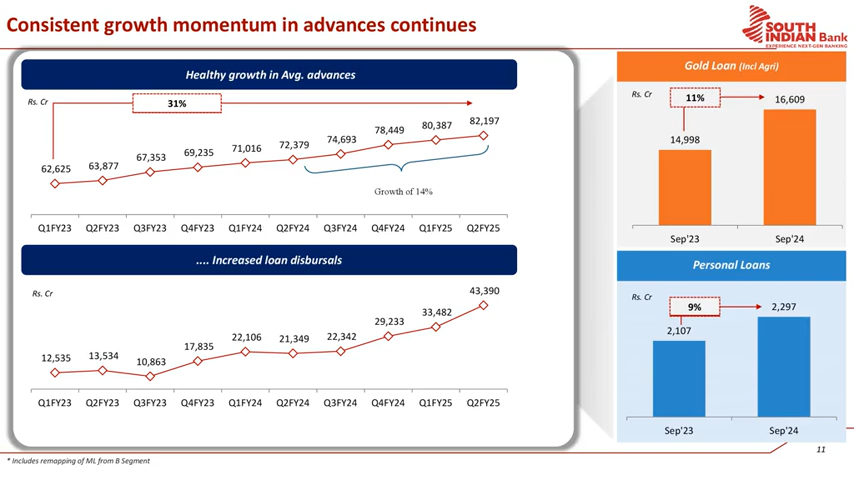 Consistent growth momentum in advances continues
SOUTH
INDIAN Bank
EXPERIENCE NEXT-GEN BANKING
Healthy growth in Avg. advances
Rs. Cr
31%
62,625 63,877 67,353 69,235 71,016 72,379 74,693 78,449 80,387 82,197
Growth of 14%
Q1FY23 Q2FY23 Q3FY23 Q4FY23 Q1FY24 Q2FY24 Q3FY24 Q4FY24 Q1FY25 Q2FY25
.... Increased loan disbursals
Rs. Cr
12,535 13,534 10,863 17,835 22,106 21,349 22,342 29,233 33,482 43,390
Q1FY23 Q2FY23 Q3FY23 Q4FY23 Q1FY24 Q2FY24 Q3FY24 Q4FY24 Q1FY25 Q2FY25
Gold Loan (Incl Agri)
Rs. Cr
11%
14,998 16,609
Sep'23 Sep'24
Personal Loans
Rs. Cr
9%
2,107 2,297
Sep'23 Sep'24
11
* Includes remapping of ML from B Segment